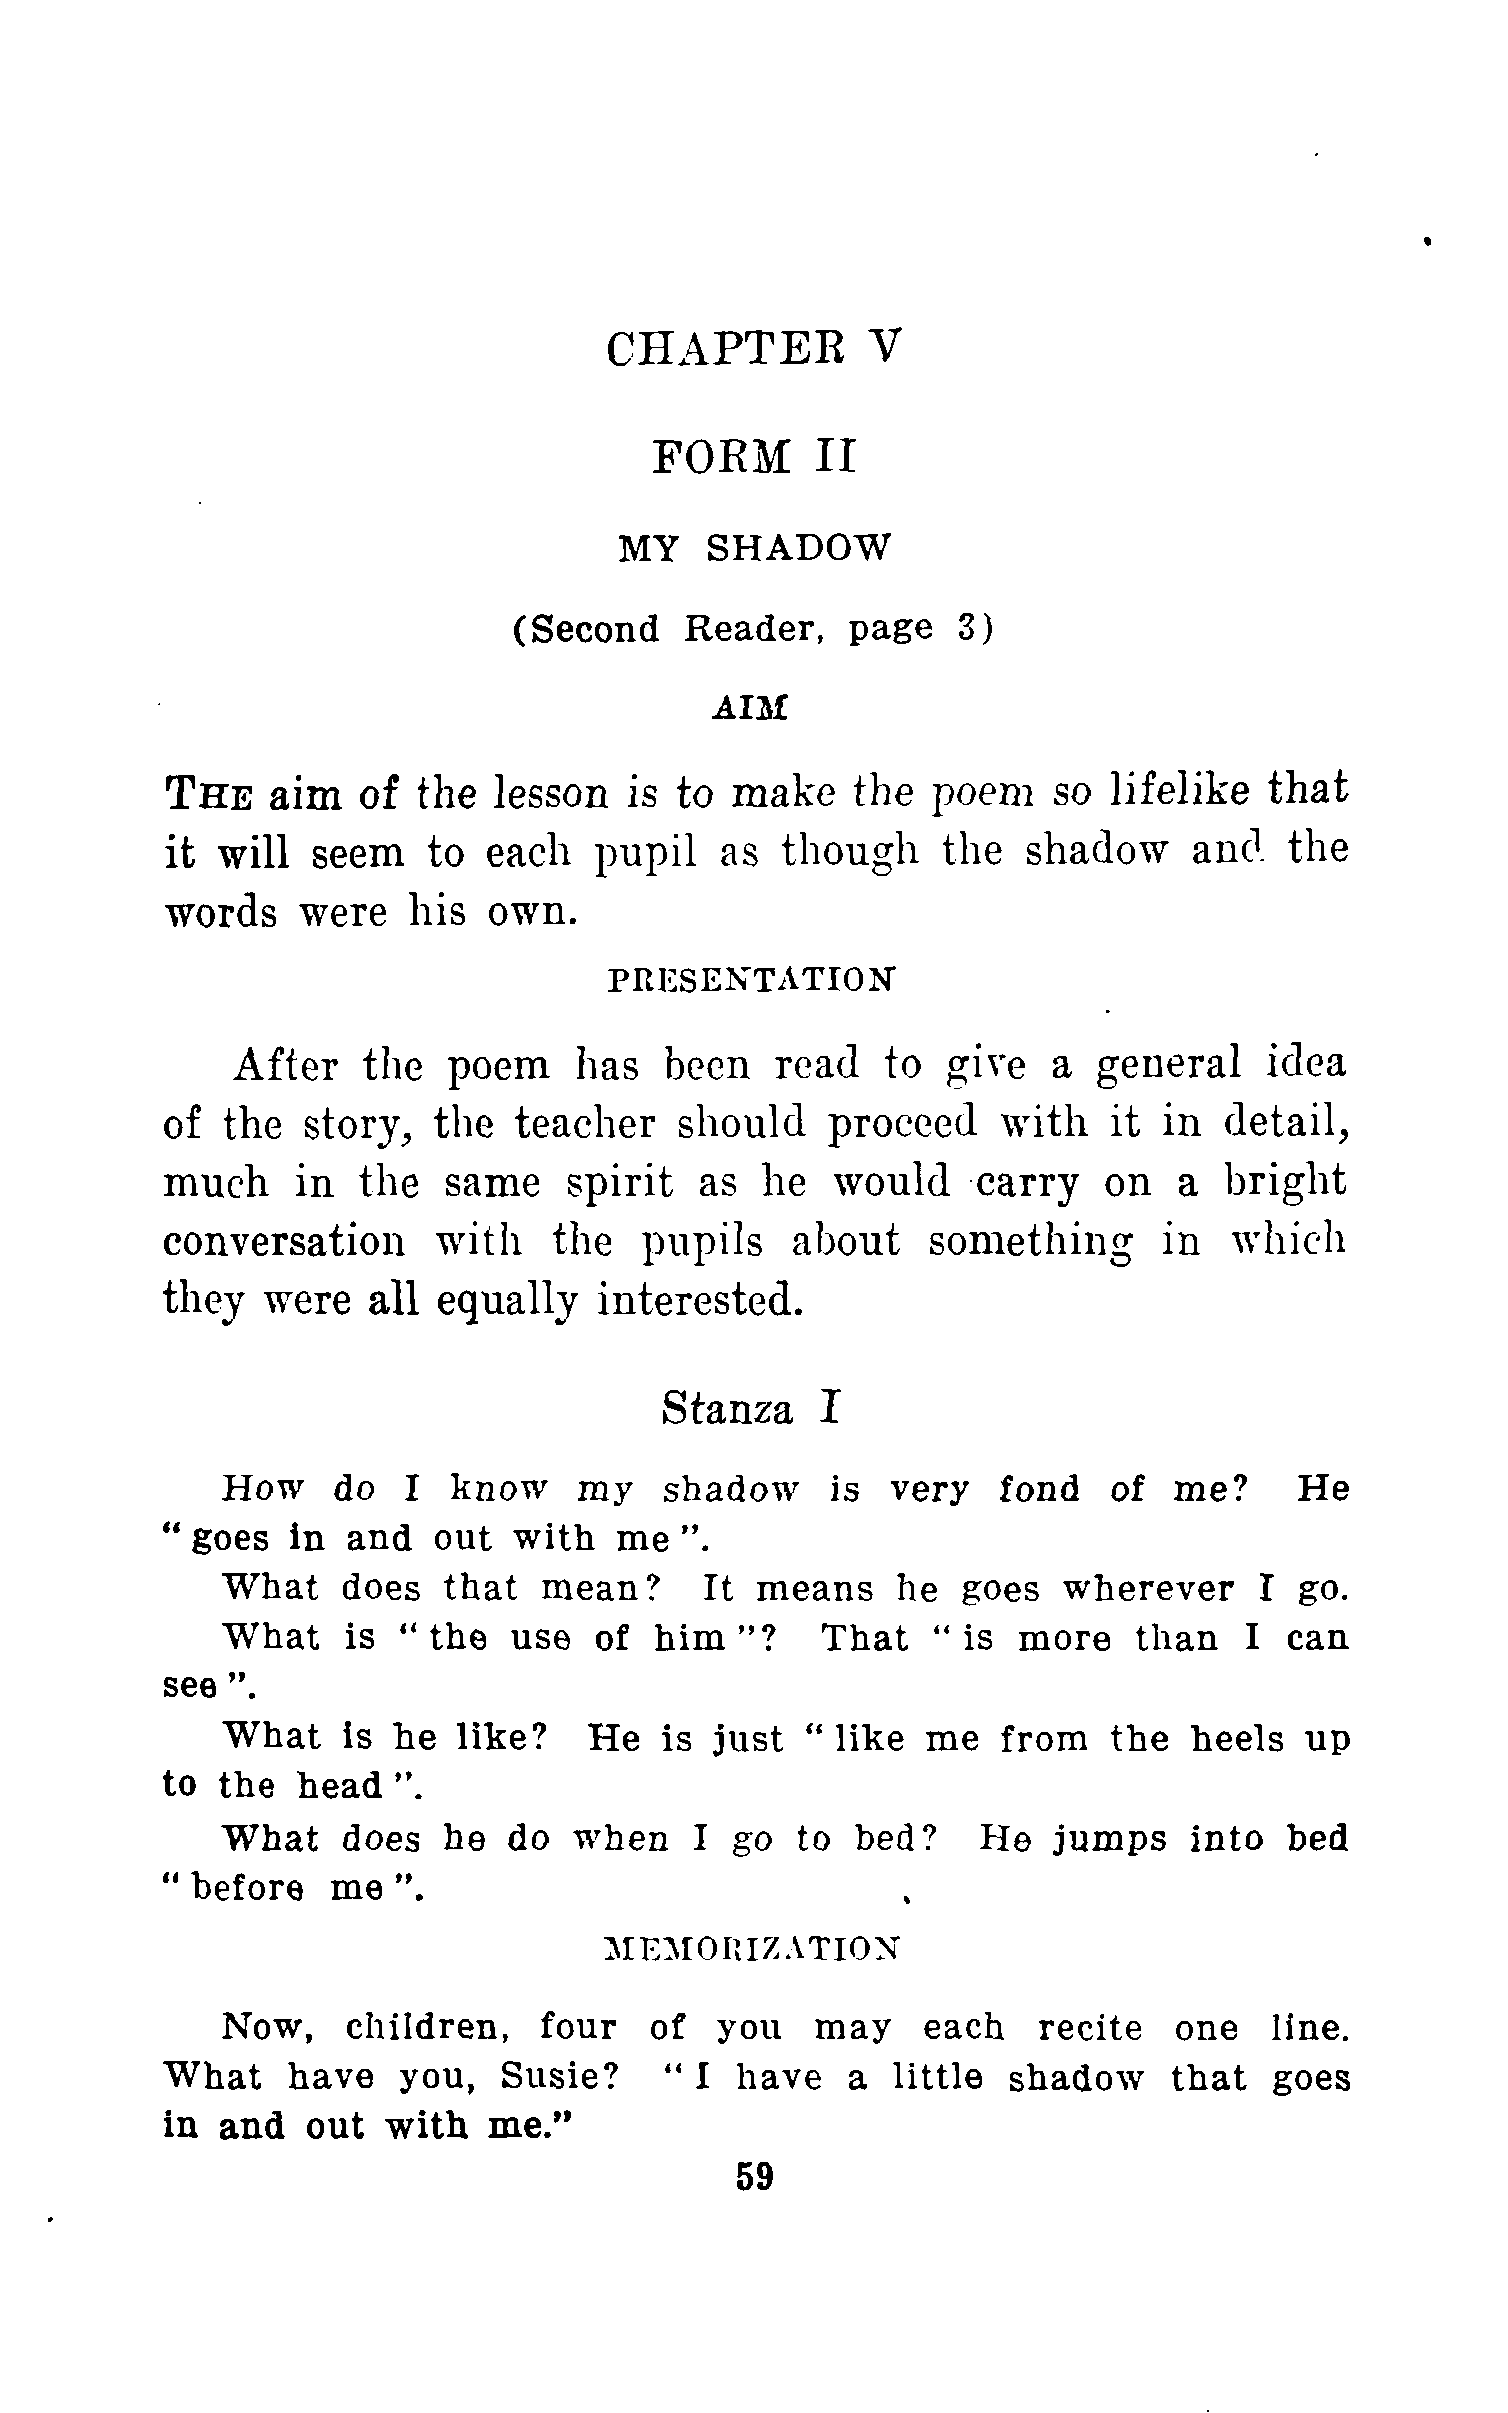 CHAPTER V
FORM II
MY SHADOW
(Second Reader, page 3)
AIM
THE aim of the lesson is to make the poem so lifelike that
it will seem to each pupil as though the shadow and the
words were his own.
PRESENTATION
After the poem has been read to give a general idea
of the story, the teacher should proceed with it in detail,
much in the same spirit as he would carry on a bright
conversation with the pupils about something in which
they were all equally interested.
Stanza I
How do I know my shadow is very fond of me? He
“ goes in and out with me ”.
What does that mean? It means he goes wherever I go.
What is “ the use of him ”? That “ is more than I can
see ”.
What is he like? He is just “ like me from the heels up
to the head ”.
What does he do when I go to bed? He jumps into bed
“ before me ”.
MEMORIZATION
Now, children, four of you may each recite one line.
What have you, Susie? “ I have a little shadow that goes
in and out with me.”
59